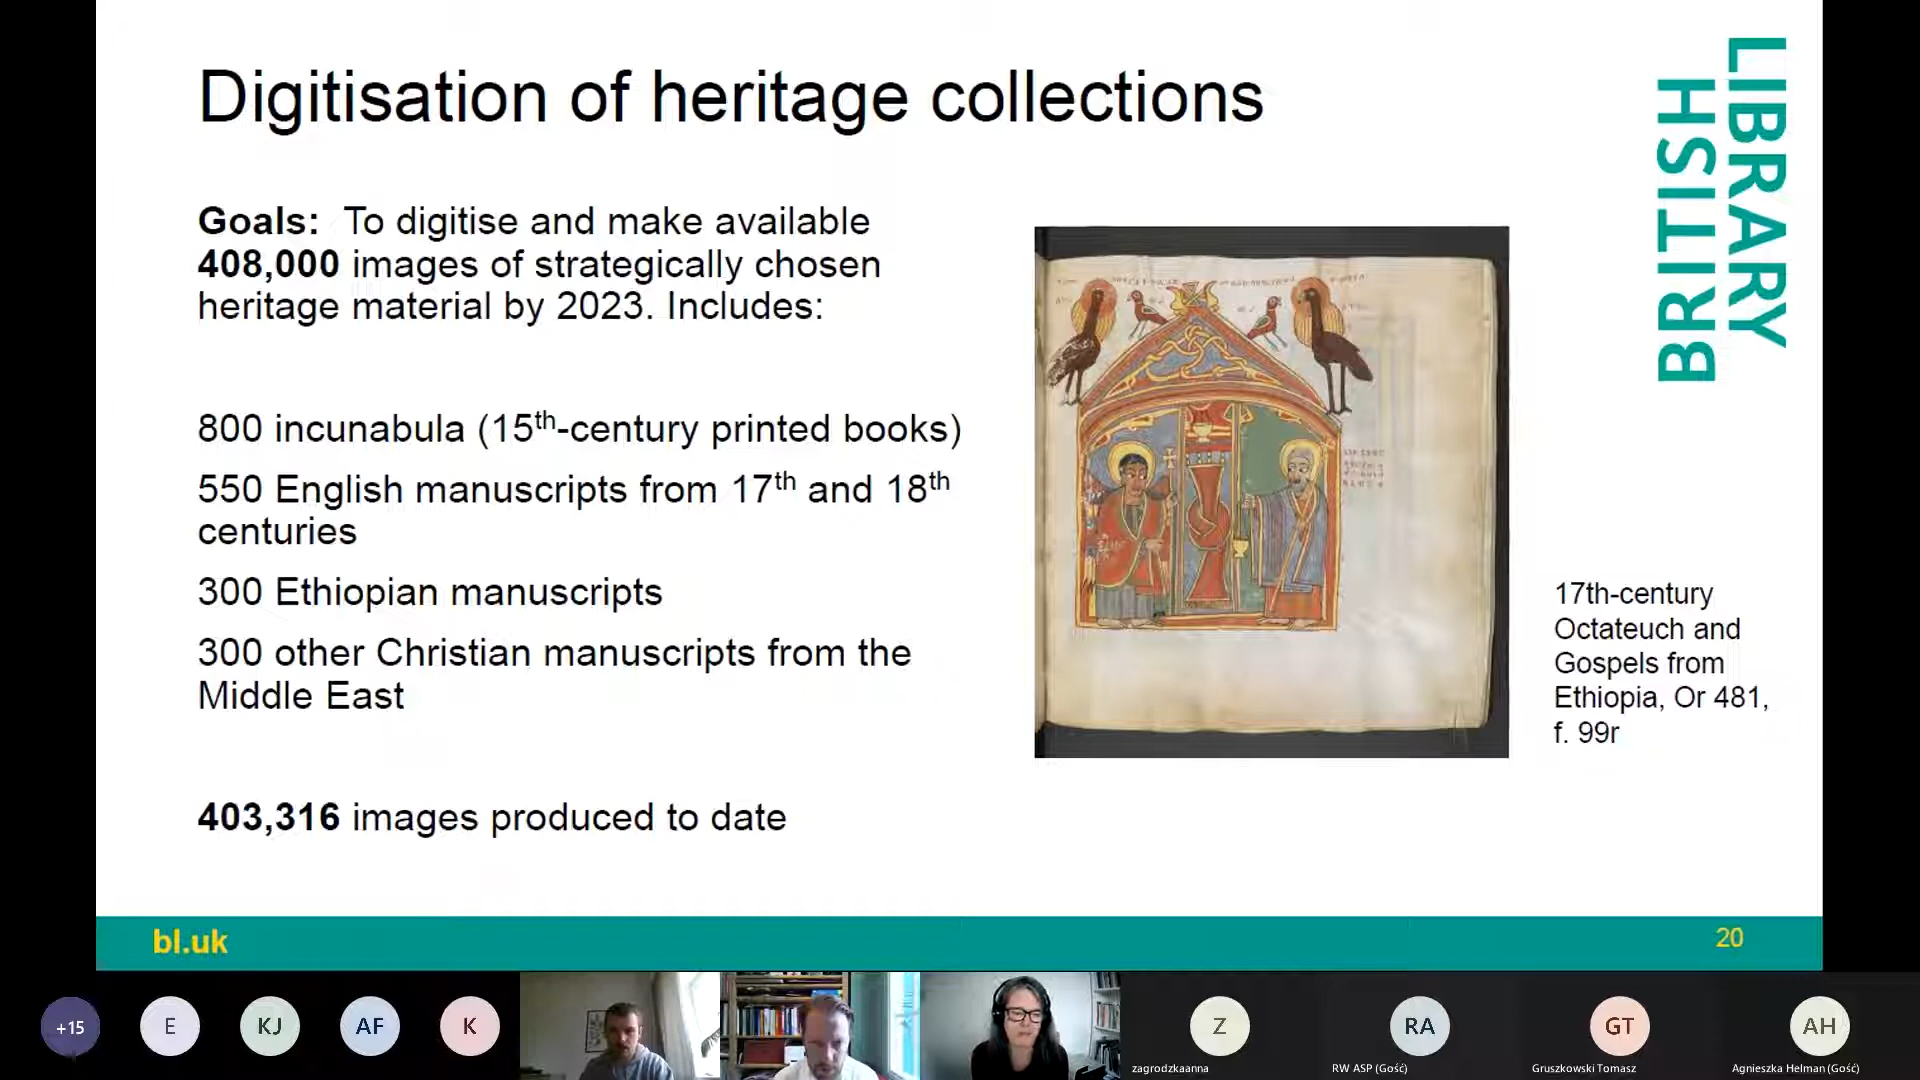 Digitisation of heritage collections
BRITISH
LIBRARY
Goals: To digitise and make available
408,000 images of strategically chosen
heritage material by 2023. Includes:
800 incunabula (15th-century printed books)
550 English manuscripts from 17th and 18th
centuries
300 Ethiopian manuscripts
300 other Christian manuscripts from the
Middle East
403,316 images produced to date
17th-century
Octateuch and
Gospels from
Ethiopia, Or 481,
f. 99r
bl.uk
20
+15
E
KJ
AF
K
Z
RA
GT
AH
zagrodzkaanna
RW ASP (Gość)
Gruszkowski Tomasz
Agnieszka Helman (Gość)